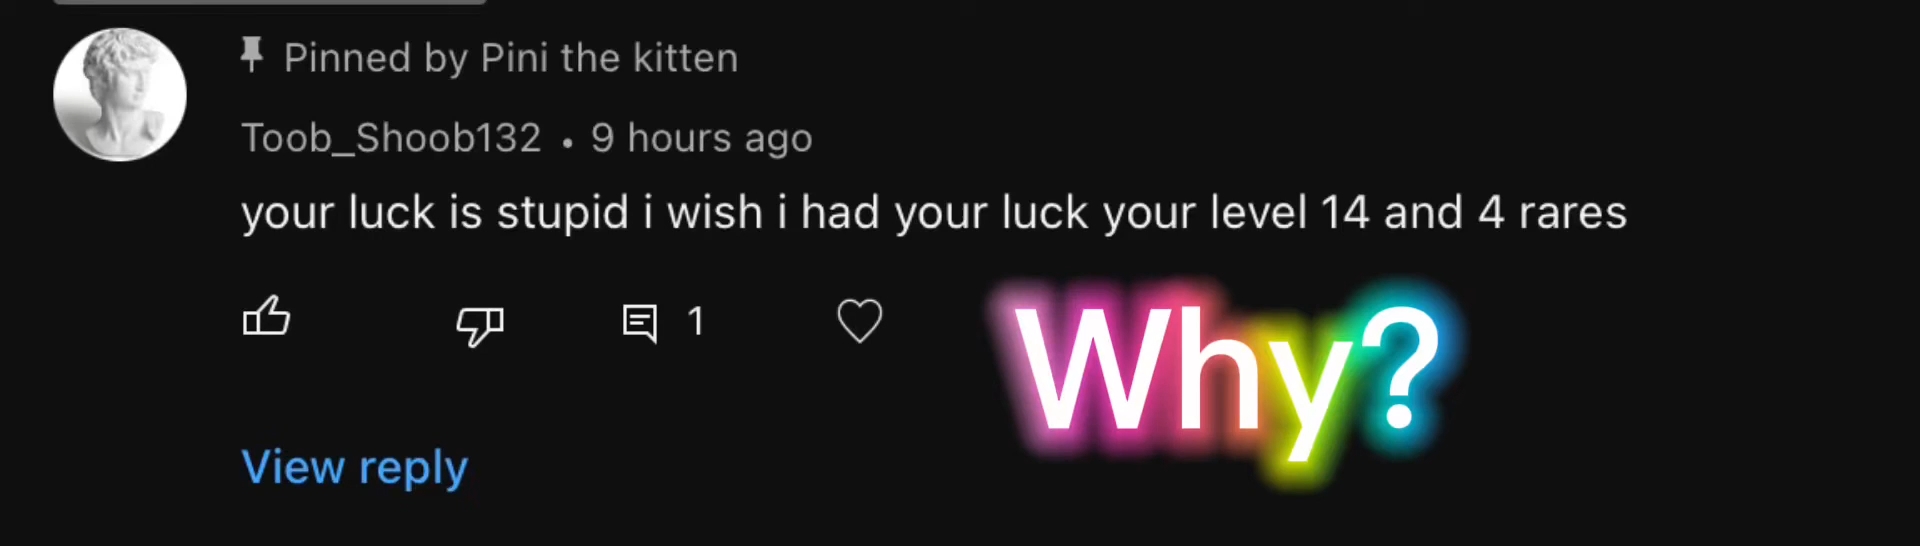 Pinned by Pini the kitten
Toob_Shoob132 • 9 hours ago
your luck is stupid i wish i had your luck your level 14 and 4 rares
1
Why?
View reply